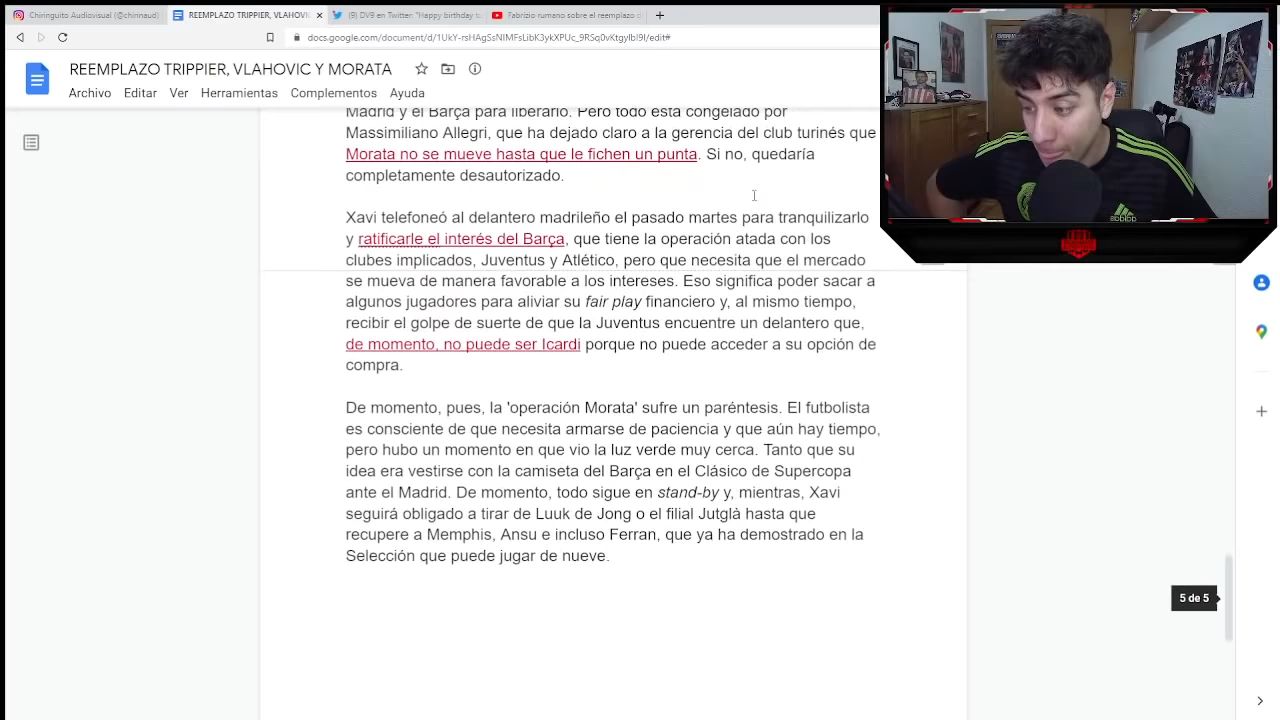 Chiringuito Audiovisual (@chirinaud)
REEMPLAZO TRIPPIER, VLAHOVIC Y
(9) DV9 en Twitter: "Happy birthday to
Fabrizio rumano sobre el reemplazo d
docs.google.com/document/d/1UkY-rsHAgSsNIMFsLibK3ykXPUc_9RSq0vKtgyIbI9I/edit#
REEMPLAZO TRIPPIER, VLAHOVIC Y MORATA
Archivo Editar Ver Herramientas Complementos Ayuda
Madrid y el Barça para liberarlo. Pero todo está congelado por
Massimiliano Allegri, que ha dejado claro a la gerencia del club turinés que
Morata no se mueve hasta que le fichen un punta. Si no, quedaría
completamente desautorizado.
Xavi telefoneó al delantero madrileño el pasado martes para tranquilizarlo
y ratificarle el interés del Barça, que tiene la operación atada con los
clubes implicados, Juventus y Atlético, pero que necesita que el mercado
se mueva de manera favorable a los intereses. Eso significa poder sacar a
algunos jugadores para aliviar su fair play financiero y, al mismo tiempo,
recibir el golpe de suerte de que la Juventus encuentre un delantero que,
de momento, no puede ser Icardi porque no puede acceder a su opción de
compra.
De momento, pues, la 'operación Morata' sufre un paréntesis. El futbolista
es consciente de que necesita armarse de paciencia y que aún hay tiempo,
pero hubo un momento en que vio la luz verde muy cerca. Tanto que su
idea era vestirse con la camiseta del Barça en el Clásico de Supercopa
ante el Madrid. De momento, todo sigue en stand-by y, mientras, Xavi
seguirá obligado a tirar de Luuk de Jong o el filial Jutglà hasta que
recupere a Memphis, Ansu e incluso Ferran, que ya ha demostrado en la
Selección que puede jugar de nueve.
5 de 5